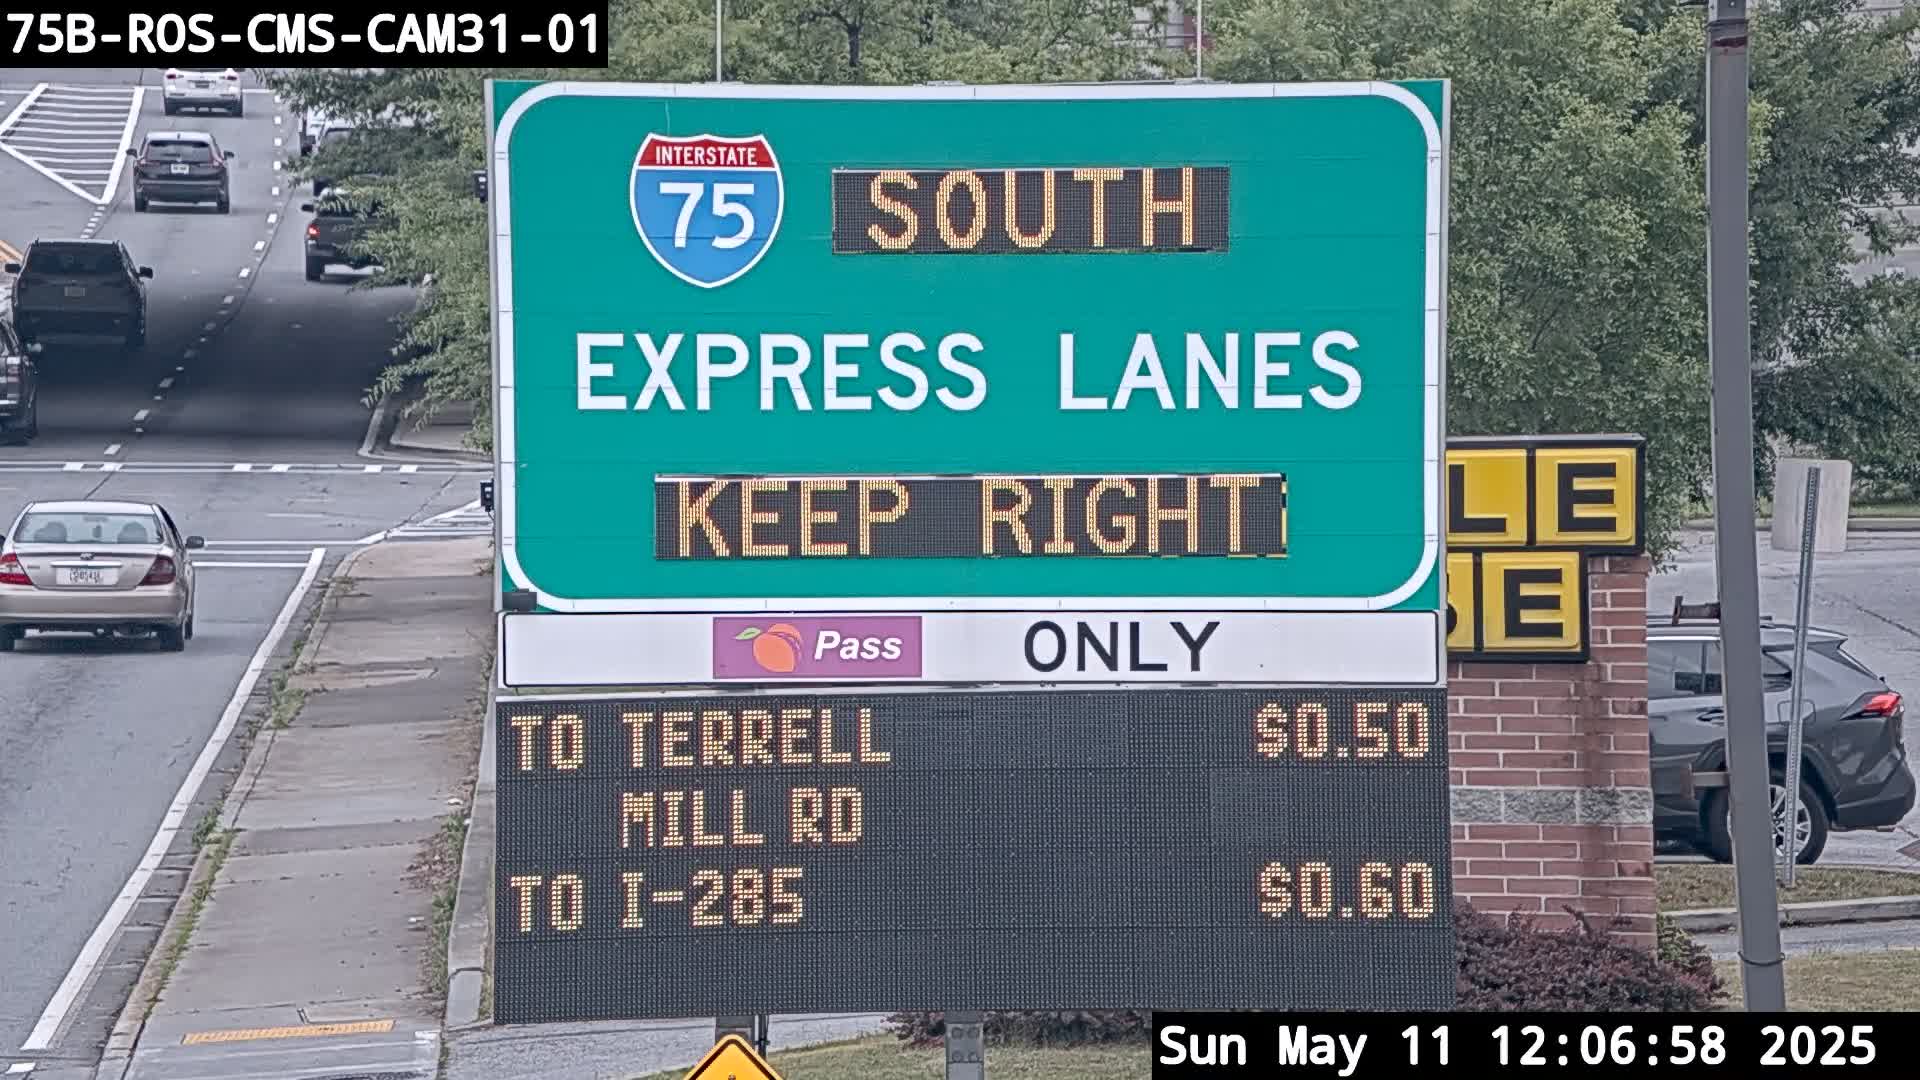 75B-ROS-CMS-CAM31-01
INTERSTATE
75
SOUTH
EXPRESS LANES
KEEP RIGHT
Pass ONLY
TO TERRELL $0.50
MILL RD
TO I-285 $0.60
LE
E
Sun May 11 12:06:58 2025